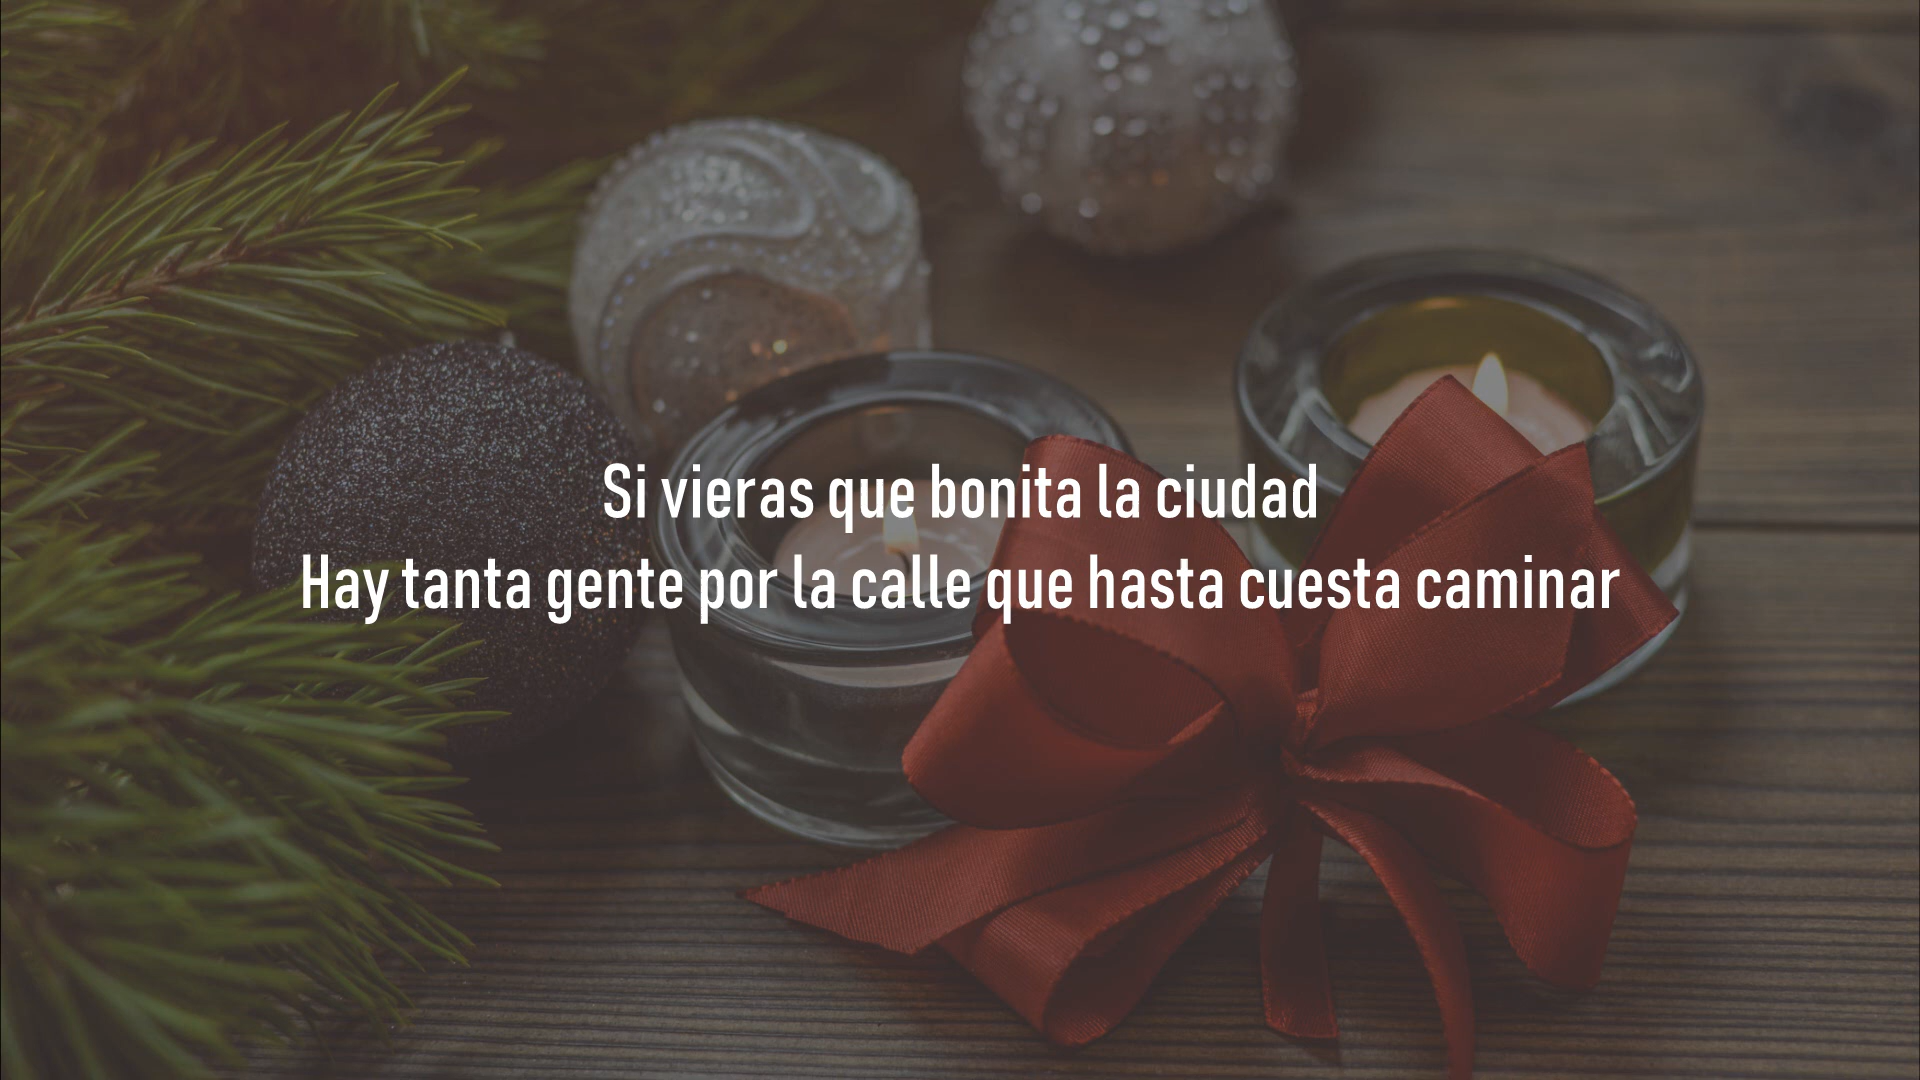 Si vieras que bonita la ciudad
Hay tanta gente por la calle que hasta cuesta caminar